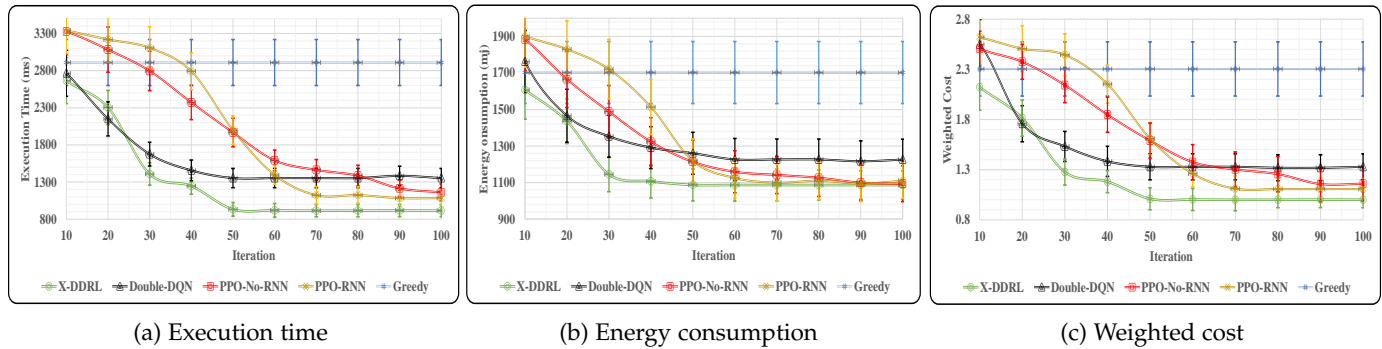 Execution Time (ms)
3300
2800
2300
1800
1300
800
10 20 30 40 50 60 70 80 90 100
Iteration
X-DDRL Double-DQN PPO-No-RNN PPO-RNN Greedy
(a) Execution time
Energy consumption (mj)
1900
1700
1500
1300
1100
900
10 20 30 40 50 60 70 80 90 100
Iteration
X-DDRL Double-DQN PPO-No-RNN PPO-RNN Greedy
(b) Energy consumption
Weighted Cost
2.8
2.3
1.8
1.3
0.8
10 20 30 40 50 60 70 80 90 100
Iteration
X-DDRL Double-DQN PPO-No-RNN PPO-RNN Greedy
(c) Weighted cost